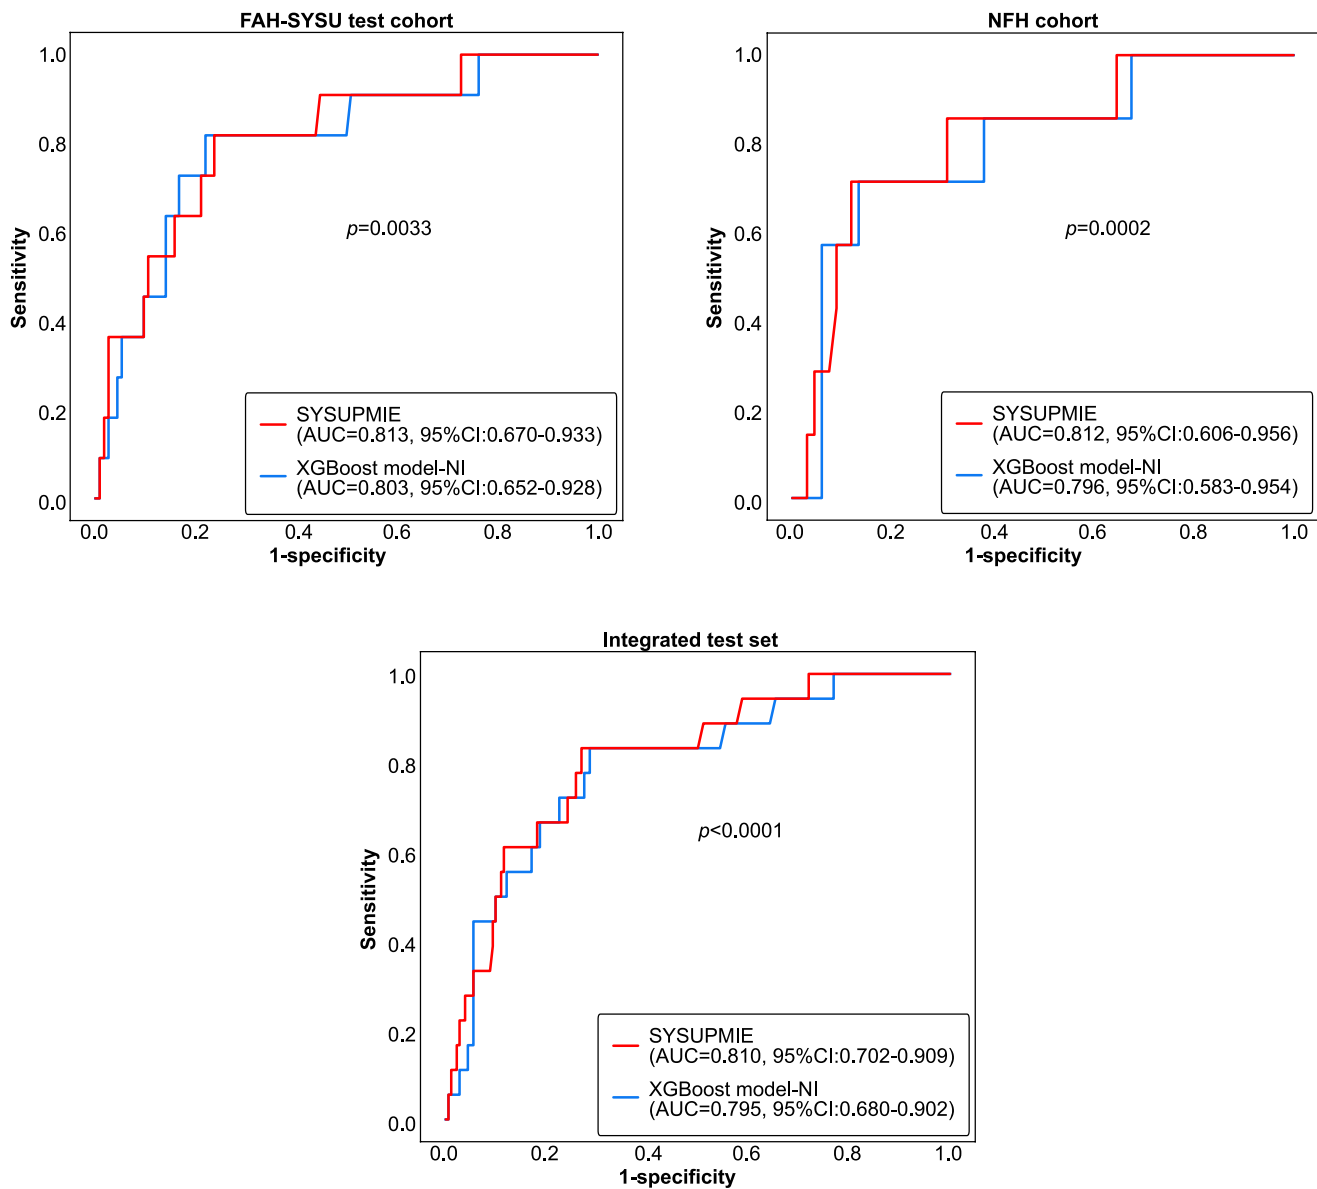 FAH-SYSU test cohort
1.0
0.8
0.6
0.4
0.2
0.0
Sensitivity
p=0.0033
SYSUPMIE
(AUC=0.813, 95%CI:0.670-0.933)
XGBoost model-NI
(AUC=0.803, 95%CI:0.652-0.928)
0.0 0.2 0.4 0.6 0.8 1.0
1-specificity
NFH cohort
1.0
0.8
0.6
0.4
0.2
0.0
Sensitivity
p=0.0002
SYSUPMIE
(AUC=0.812, 95%CI:0.606-0.956)
XGBoost model-NI
(AUC=0.796, 95%CI:0.583-0.954)
0.0 0.2 0.4 0.6 0.8 1.0
1-specificity
Integrated test set
1.0
0.8
0.6
0.4
0.2
0.0
Sensitivity
p<0.0001
SYSUPMIE
(AUC=0.810, 95%CI:0.702-0.909)
XGBoost model-NI
(AUC=0.795, 95%CI:0.680-0.902)
0.0 0.2 0.4 0.6 0.8 1.0
1-specificity